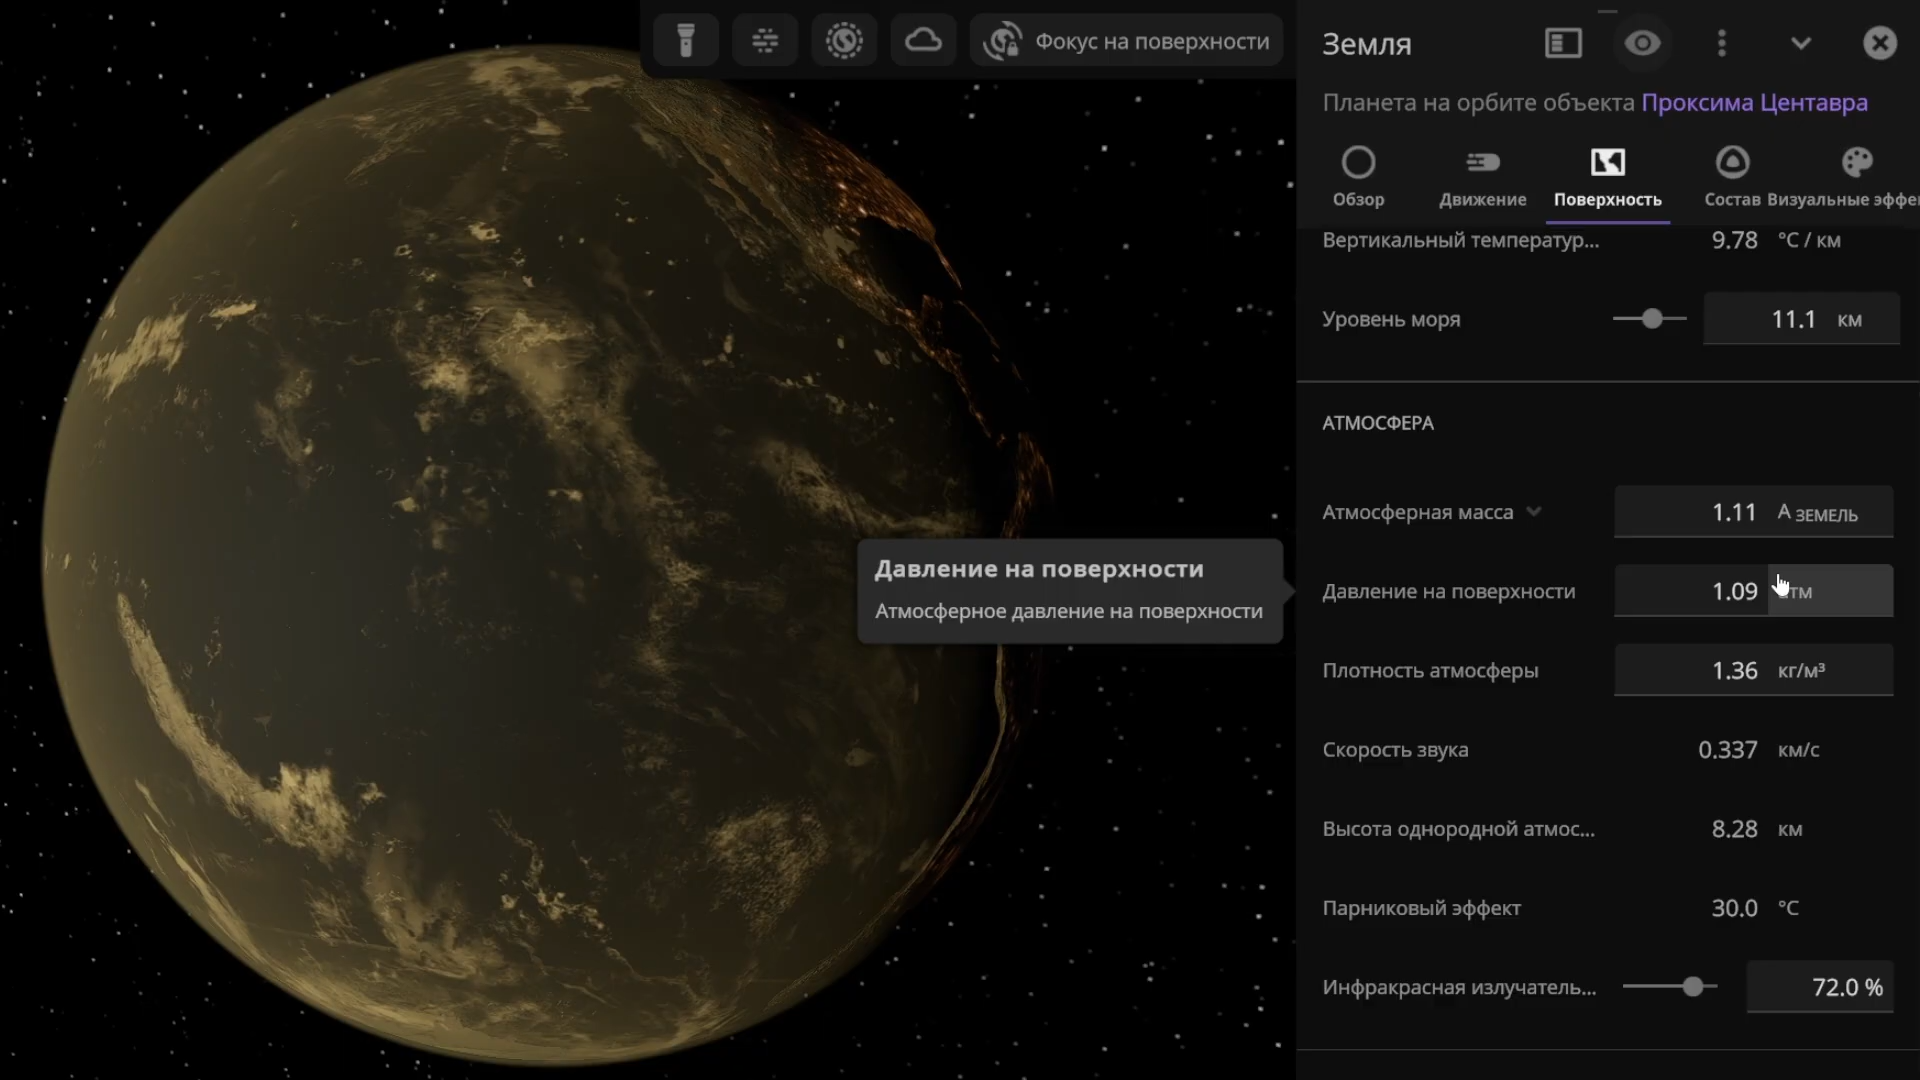 Фокус на поверхности
Земля
Планета на орбите объекта Проксима Центавра
Обзор
Движение
Поверхность
Состав
Визуальные эффе
Вертикальный температур... 9.78 °C / км
Уровень моря 11.1 км
АТМОСФЕРА
Атмосферная масса 1.11 A ЗЕМЕЛЬ
Давление на поверхности
Атмосферное давление на поверхности
Давление на поверхности 1.09 атм
Плотность атмосферы 1.36 кг/м³
Скорость звука 0.337 км/с
Высота однородной атмос... 8.28 км
Парниковый эффект 30.0 °C
Инфракрасная излучатель... 72.0 %